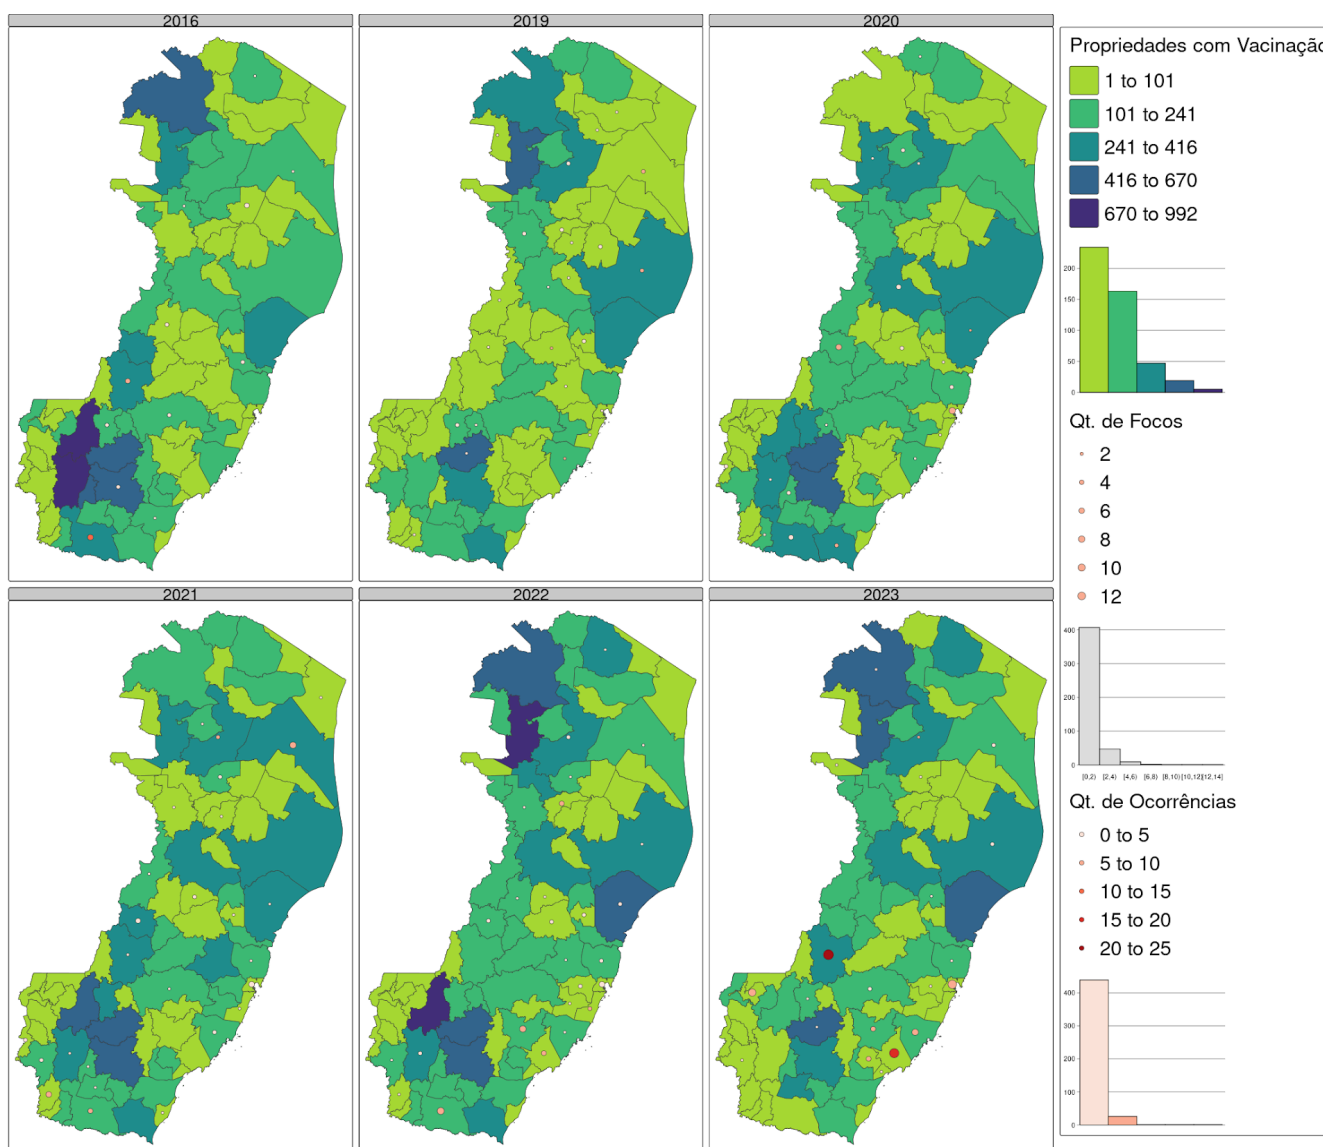 2016
2019
2020
2021
2022
2023
Propriedades com Vacinação
1 to 101
101 to 241
241 to 416
416 to 670
670 to 992
200
150
100
50
0
Qt. de Focos
2
4
6
8
10
12
400
300
200
100
0
[0,2) [2,4) [4,6) [6,8) [8,10) [10,12) [12,14]
Qt. de Ocorrências
0 to 5
5 to 10
10 to 15
15 to 20
20 to 25
400
300
200
100
0